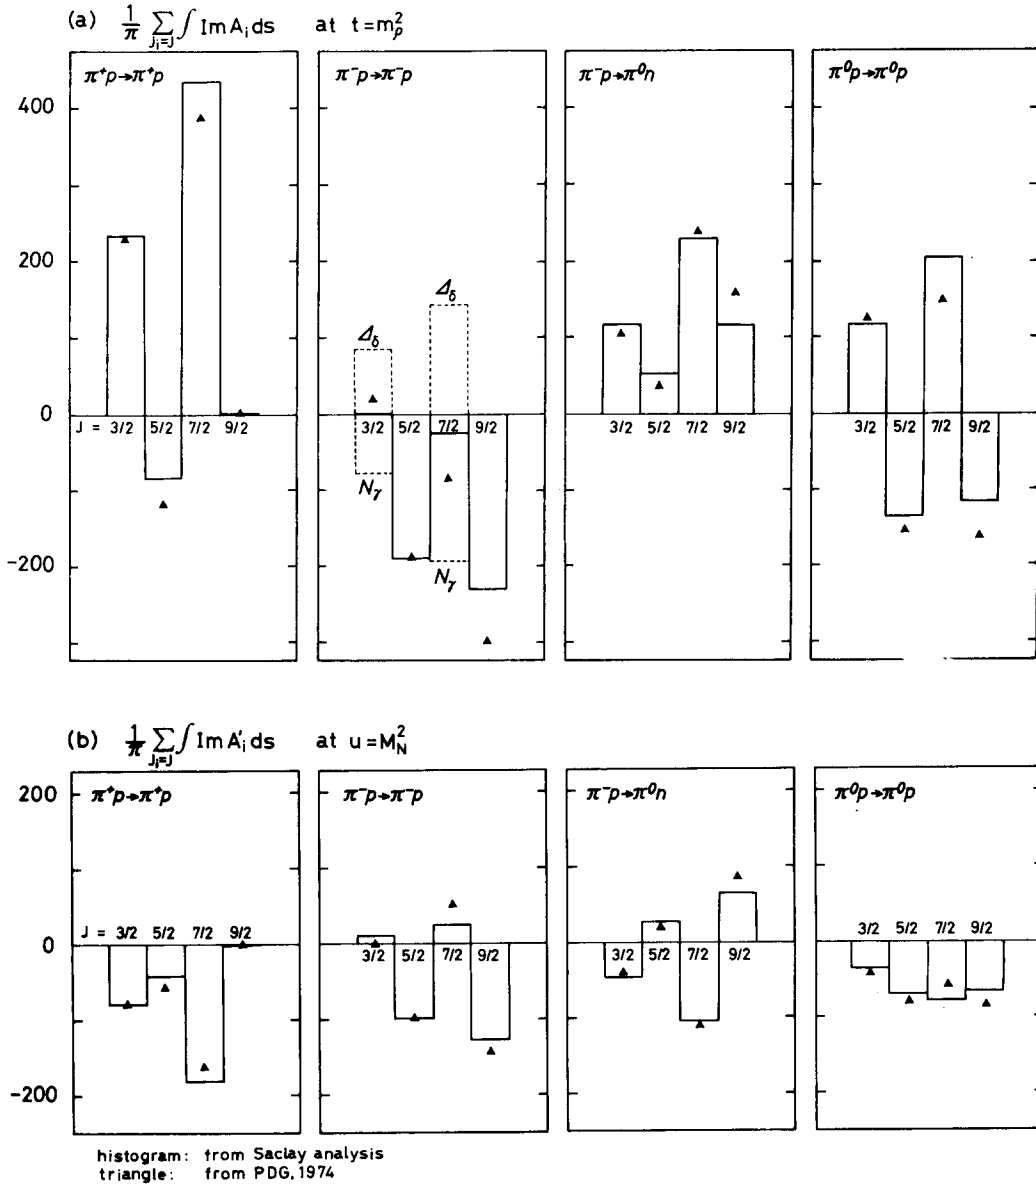 (a) 1/π Σ_{J_i=J} ∫ Im A_i ds at t=m_ρ^2
π⁺p→π⁺p
π⁻p→π⁻p
π⁻p→π⁰n
π⁰p→π⁰p
400
200
0
-200
J = 3/2 5/2 7/2 9/2
Δ_δ
Δ_δ
3/2 5/2 7/2 9/2
N_γ
N_γ
3/2 5/2 7/2 9/2
3/2 5/2 7/2 9/2
(b) 1/π Σ_{J_i=J} ∫ Im A'_i ds at u=M_N^2
π⁺p→π⁺p
π⁻p→π⁻p
π⁻p→π⁰n
π⁰p→π⁰p
200
0
-200
J = 3/2 5/2 7/2 9/2
3/2 5/2 7/2 9/2
3/2 5/2 7/2 9/2
3/2 5/2 7/2 9/2
histogram: from Saclay analysis
triangle: from PDG, 1974